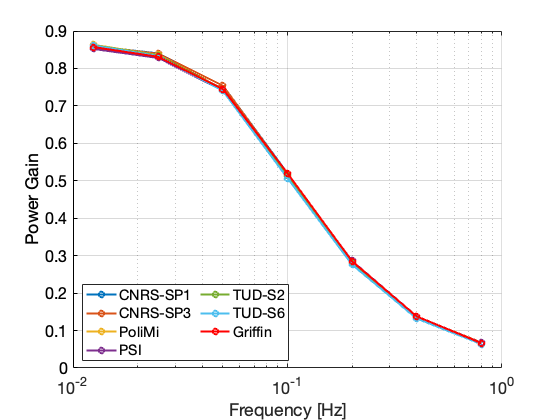 0.9
0.8
0.7
0.6
0.5
0.4
0.3
0.2
0.1
0
Power Gain
CNRS-SP1 TUD-S2
CNRS-SP3 TUD-S6
PoliMi Griffin
PSI
10-2 10-1 100
Frequency [Hz]